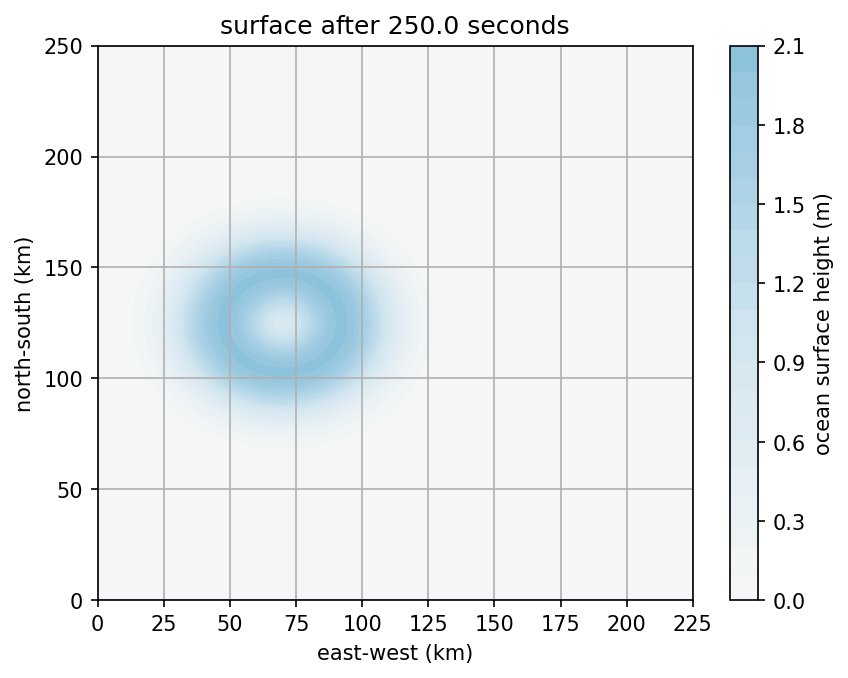 surface after 250.0 seconds
250
200
150
100
50
0
north-south (km)
0 25 50 75 100 125 150 175 200 225
east-west (km)
2.1
1.8
1.5
1.2
0.9
0.6
0.3
0.0
ocean surface height (m)